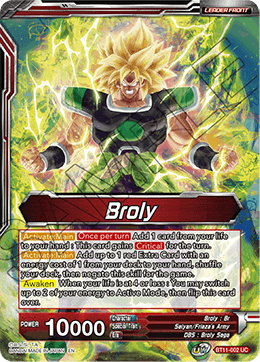 LEADER FRONT
Broly
Activate:Main Once per turn Add 1 card from your life
to your hand : This card gains Critical for the turn.
Activate:Main Add up to 1 red Extra Card with an
energy cost of 1 from your deck to your hand, shuffle
your deck, then negate this skill for the game.
Awaken When your life is at 4 or less : You may switch
up to 2 of your energy to Active Mode, then flip this card
over.
POWER 10000
Character Broly : Br
Special Trait Saiyan/Frieza's Army
Era DBS : Broly Saga
BT11-002 UC